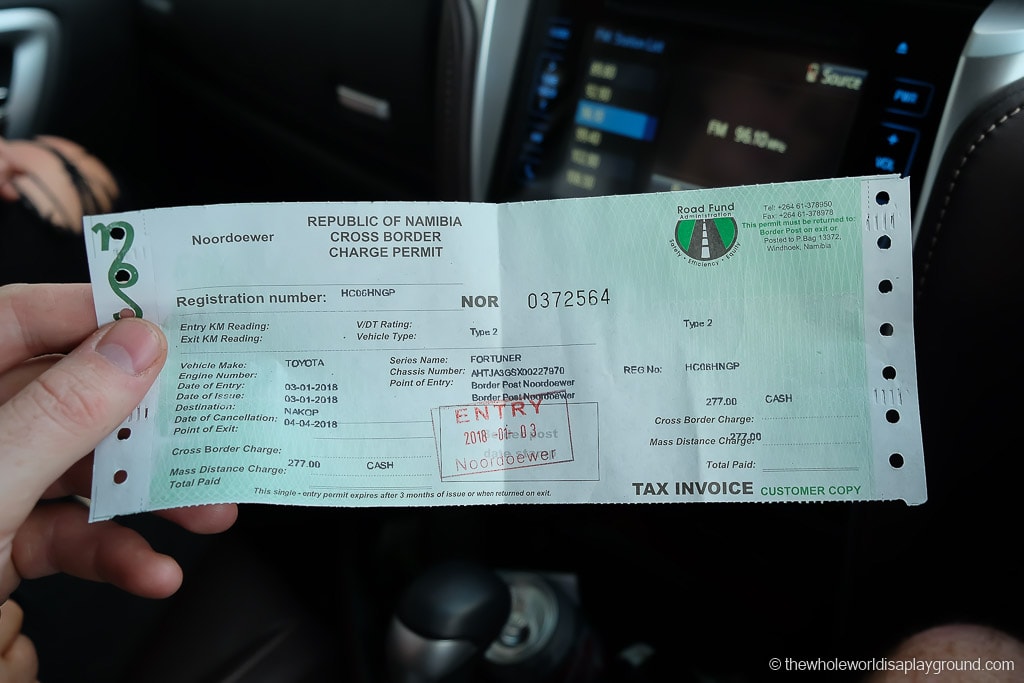 FM Station List
Source
FM 96.10 MHz
VOL
Noordoewer
REPUBLIC OF NAMIBIA
CROSS BORDER
CHARGE PERMIT
Road Fund
Administration
Safety • Efficiency • Equity
Tel: +264 61-378950
Fax: +264 61-378978
This permit must be returned to:
Border Post on exit or
Posted to P.Bag 13372,
Windhoek, Namibia
Registration number: HC06HNGP
NOR 0372564
Entry KM Reading:
Exit KM Reading:
V/DT Rating:
Vehicle Type: Type 2
Type 2
Vehicle Make: TOYOTA
Engine Number:
Date of Entry: 03-01-2018
Date of Issue: 03-01-2018
Destination: NAKOP
Date of Cancellation: 04-04-2018
Point of Exit:
Series Name: FORTUNER
Chassis Number: AHTJA3GSX00227970
Point of Entry: Border Post Noordoewer
Border Post Noordoewer
REG No: HC06HNGP
ENTRY
2018 -01- 03
Noordoewer
277.00 CASH
Cross Border Charge:
Mass Distance Charge: 277.00
Total Paid:
Cross Border Charge:
Mass Distance Charge: 277.00 CASH
Total Paid
This single - entry permit expires after 3 months of issue or when returned on exit.
TAX INVOICE CUSTOMER COPY
© thewholeworldisaplayground.com